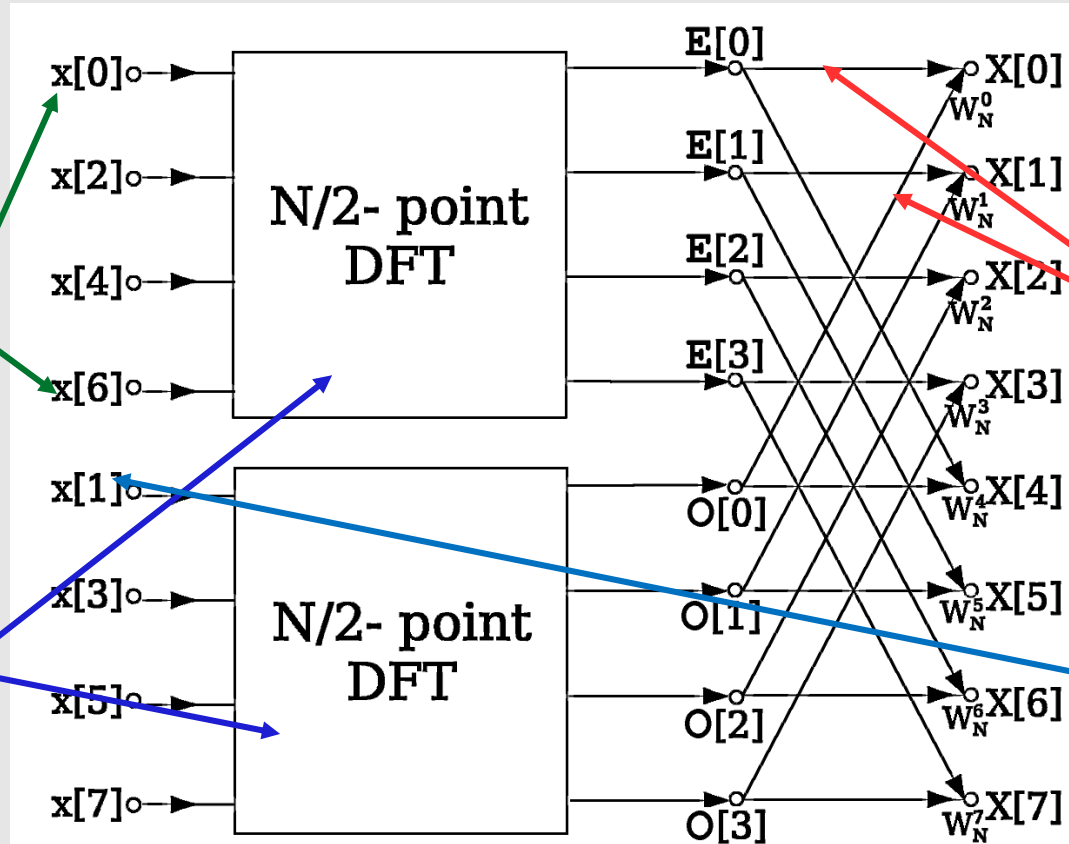 x[0]
x[2]
x[4]
x[6]
N/2- point
DFT
x[1]
x[3]
x[5]
x[7]
N/2- point
DFT
E[0]
E[1]
E[2]
E[3]
O[0]
O[1]
O[2]
O[3]
X[0]
W_N^0
X[1]
W_N^1
X[2]
W_N^2
X[3]
W_N^3
W_N^4 X[4]
W_N^5 X[5]
W_N^6 X[6]
W_N^7 X[7]